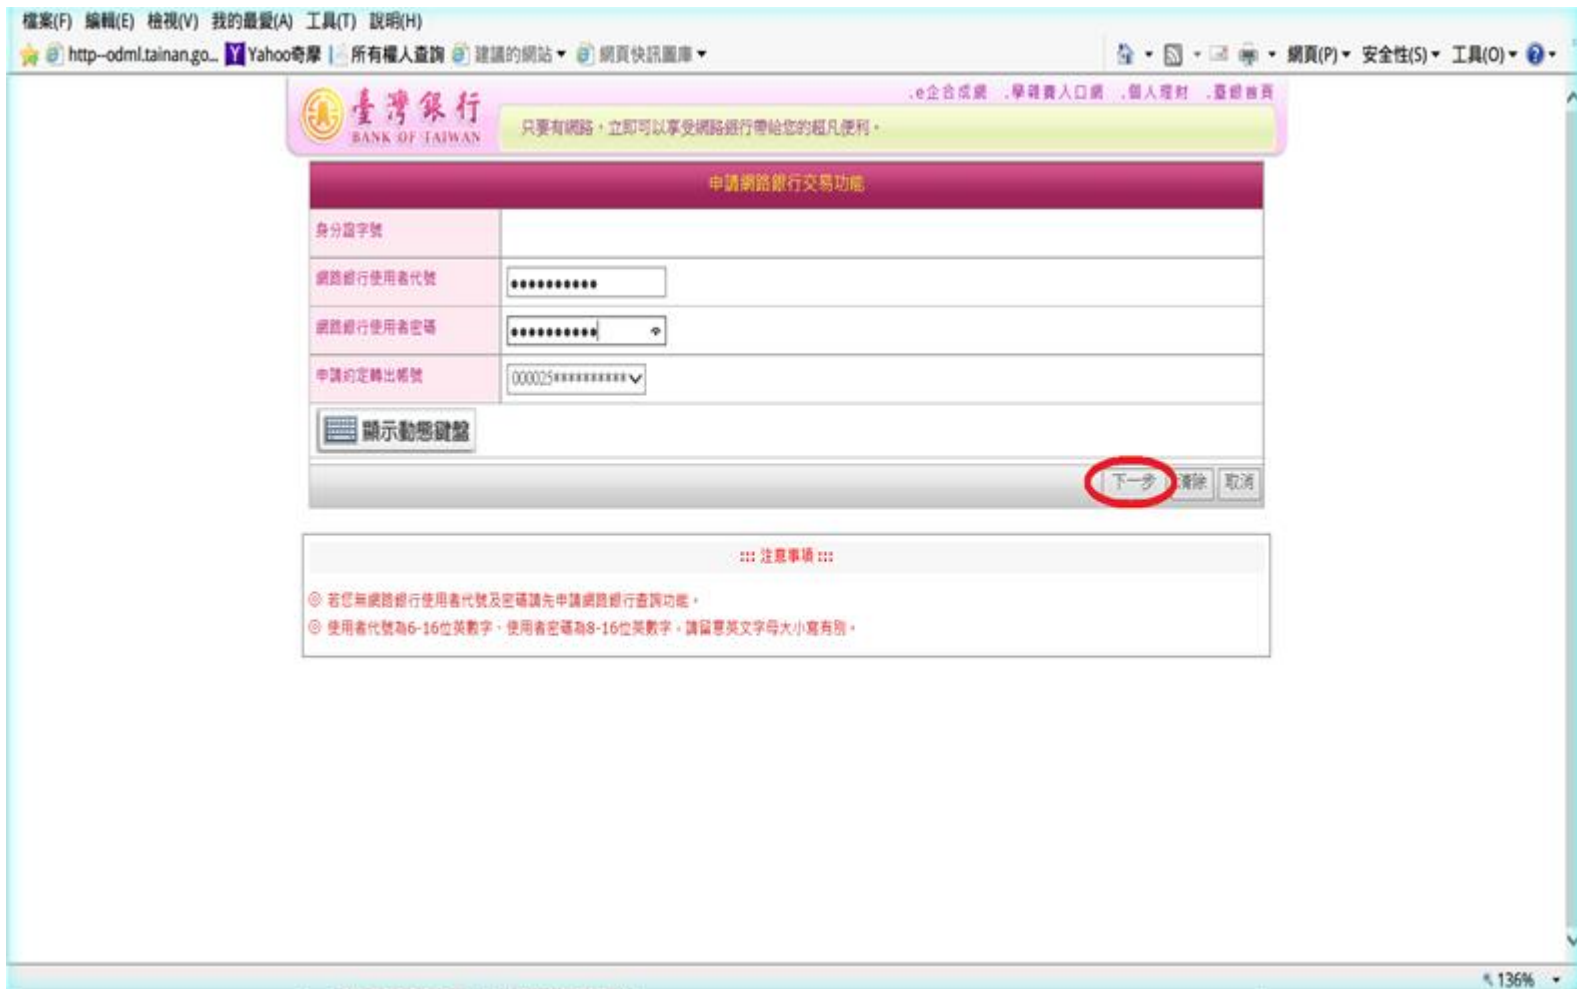 檔案(F) 編輯(E) 檢視(V) 我的最愛(A) 工具(T) 說明(H)
http--odml.tainan.go... Yahoo奇摩 所有權人查詢 建議的網站 網頁快訊圖庫 網頁(P) 安全性(S) 工具(O)
.e企合成網 .學雜費入口網 .個人理財 .臺銀首頁
臺灣銀行
BANK OF TAIWAN
只要有網路，立即可以享受網路銀行帶給您的超凡便利。
申請網路銀行交易功能
身分證字號
網路銀行使用者代號 ●●●●●●●●●●
網路銀行使用者密碼 ●●●●●●●●●●
申請約定轉出帳號 000025**********
顯示動態鍵盤
下一步 清除 取消
::: 注意事項 :::
◎ 若您無網路銀行使用者代號及密碼請先申請網路銀行查詢功能。
◎ 使用者代號為6-16位英數字、使用者密碼為8-16位英數字，請留意英文字母大小寫有別。
136%